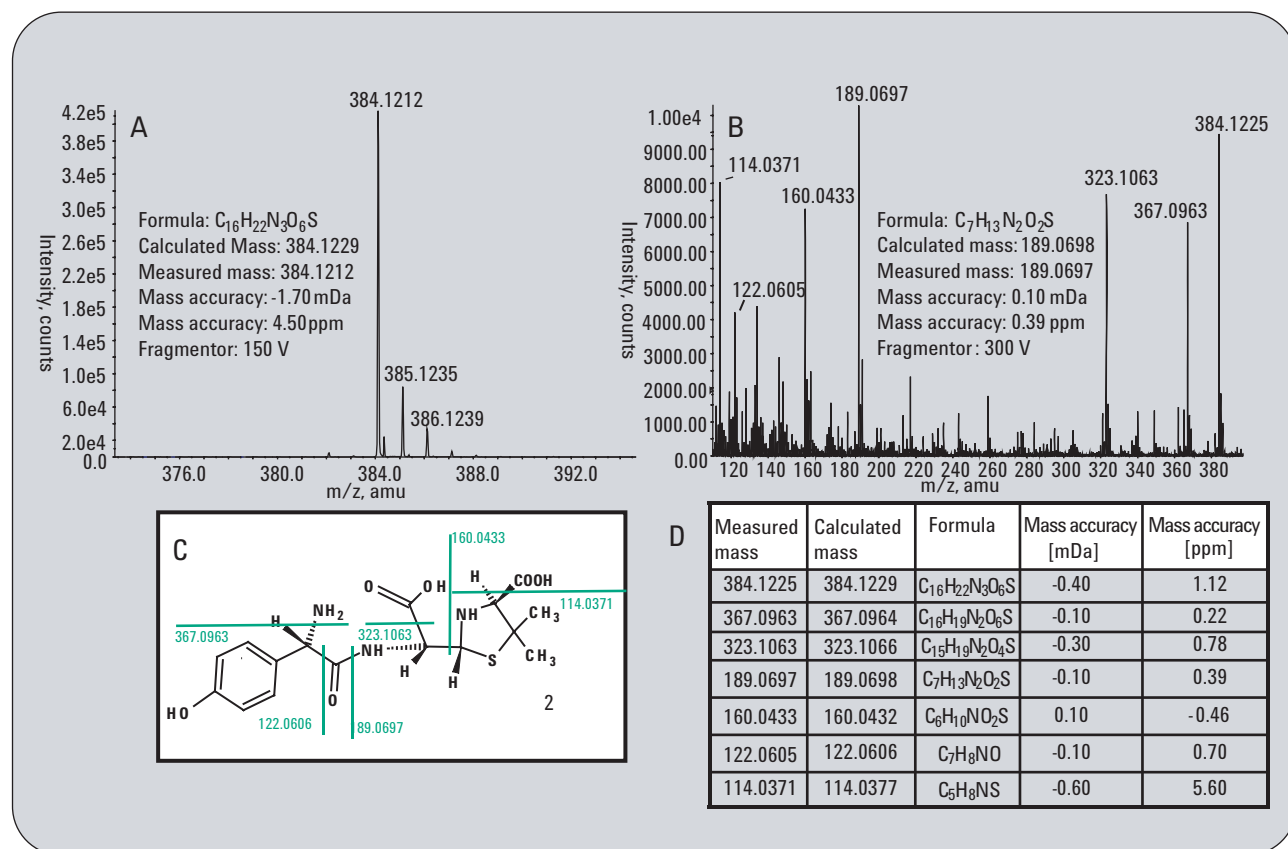 A
4.2e5
3.8e5
3.4e5
3.0e5
2.6e5
2.2e5
1.8e5
1.4e5
1.0e5
6.0e4
2.0e4
0.0
Intensity, counts
384.1212
385.1235
386.1239
Formula: C₁₆H₂₂N₃O₆S
Calculated Mass: 384.1229
Measured mass: 384.1212
Mass accuracy: -1.70 mDa
Mass accuracy: 4.50 ppm
Fragmentor: 150 V
376.0 380.0 384.0 388.0 392.0
m/z, amu
B
1.00e4
9000.00
8000.00
7000.00
6000.00
5000.00
4000.00
3000.00
2000.00
1000.00
0.00
Intensity, counts
189.0697
384.1225
114.0371
160.0433
323.1063
367.0963
122.0605
Formula: C₇H₁₃N₂O₂S
Calculated mass: 189.0698
Measured mass: 189.0697
Mass accuracy: 0.10 mDa
Mass accuracy: 0.39 ppm
Fragmentor : 300 V
120 140 160 180 200 220 240 260 280 300 320 340 360 380
m/z, amu
C
160.0433
O
OH
H
COOH
114.0371
NH₂
H
NH
CH₃
367.0963
323.1063
NH
CH₃
S
H
H
O
HO
2
122.0606
89.0697
D
Measured mass Calculated mass Formula Mass accuracy [mDa] Mass accuracy [ppm]
384.1225 384.1229 C₁₆H₂₂N₃O₆S -0.40 1.12
367.0963 367.0964 C₁₆H₁₉N₂O₆S -0.10 0.22
323.1063 323.1066 C₁₅H₁₉N₂O₄S -0.30 0.78
189.0697 189.0698 C₇H₁₃N₂O₂S -0.10 0.39
160.0433 160.0432 C₆H₁₀NO₂S 0.10 -0.46
122.0605 122.0606 C₇H₈NO -0.10 0.70
114.0371 114.0377 C₅H₈NS -0.60 5.60